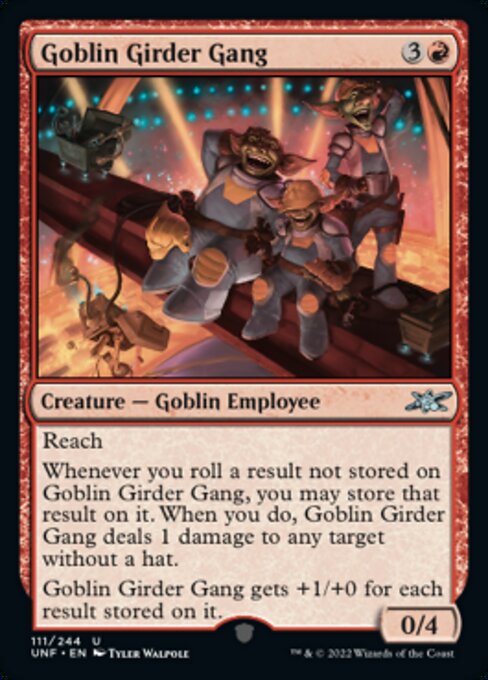 Goblin Girder Gang 3
Creature — Goblin Employee
Reach
Whenever you roll a result not stored on
Goblin Girder Gang, you may store that
result on it. When you do, Goblin Girder
Gang deals 1 damage to any target
without a hat.
Goblin Girder Gang gets +1/+0 for each
result stored on it.
0/4
111/244 U
UNF • EN Tyler Walpole
™ & © 2022 Wizards of the Coast